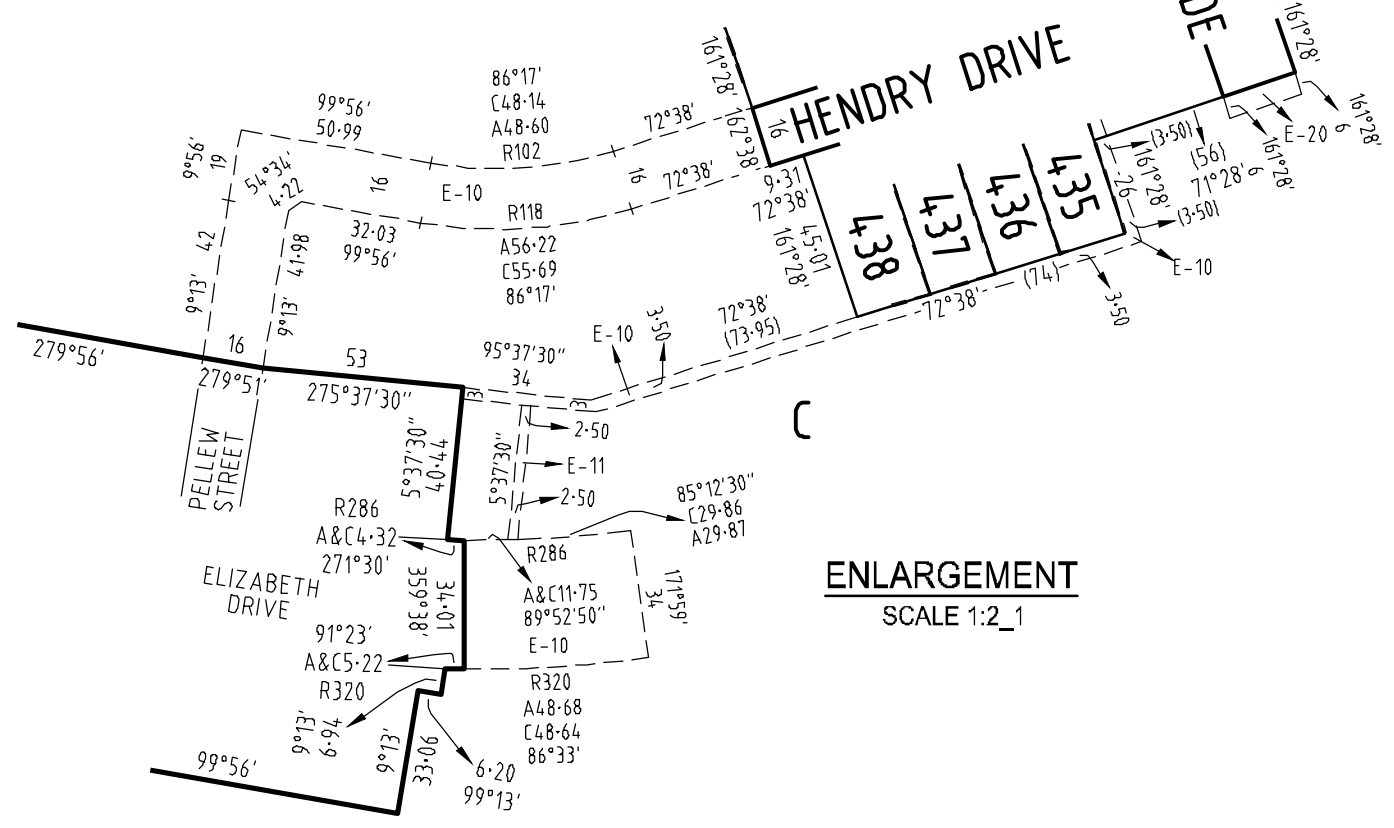 161°28'
DE
161°28'
86°17'
C48·14
A48·60
R102
99°56'
50·99
72°38'
162°38'
16
HENDRY DRIVE
E-20
161°28'
6
161°28'
6
(3·50)
(56)
71°28'
161°28'
26
(3·50)
E-10
9°56'
19
54°34'
4·22
16
E-10
16
72°38'
R118
A56·22
C55·69
86°17'
32·03
99°56'
9·31
72°38'
45·01
161°28'
438
437
436
435
42
9°13'
41·98
9°13'
72°38'
(74)
3·50
72°38'
(73·95)
3·50
E-10
279°56'
16
279°51'
53
275°37'30"
95°37'30"
34
3
3
C
PELLEW
STREET
5°37'30"
40·44
5°37'30"
2·50
E-11
2·50
85°12'30"
C29·86
A29·87
R286
A&C4·32
271°30'
R286
A&C11·75
89°52'50"
E-10
171°59'
34
ENLARGEMENT
SCALE 1:2_1
ELIZABETH
DRIVE
359°38'
34·01
91°23'
A&C5·22
R320
R320
A48·68
C48·64
86°33'
9°13'
6·94
9°13'
33·06
6·20
99°13'
99°56'